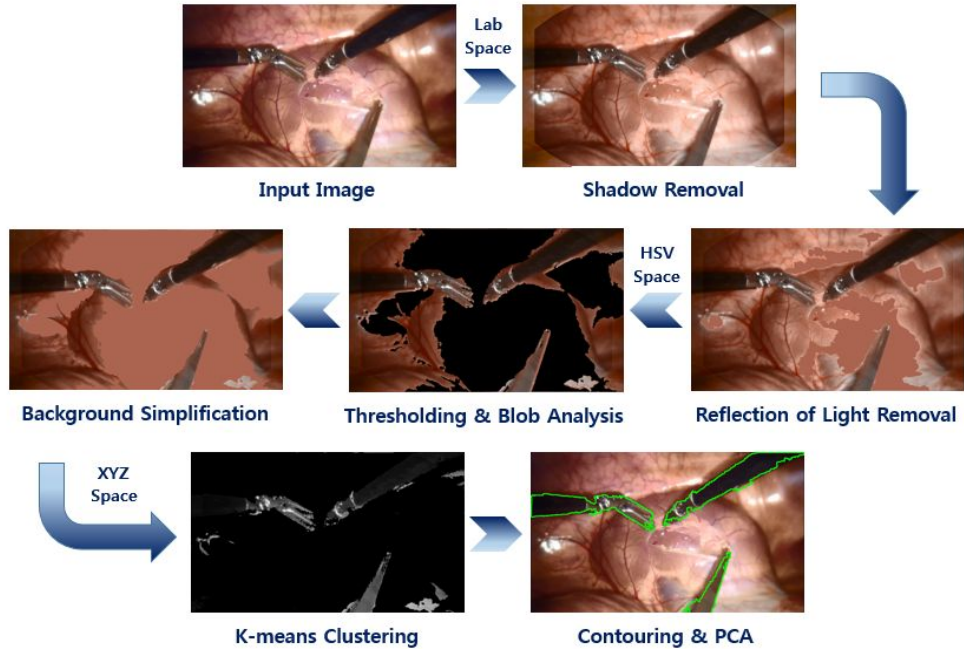 Lab
Space
Input Image
Shadow Removal
HSV
Space
Background Simplification
Thresholding & Blob Analysis
Reflection of Light Removal
XYZ
Space
K-means Clustering
Contouring & PCA